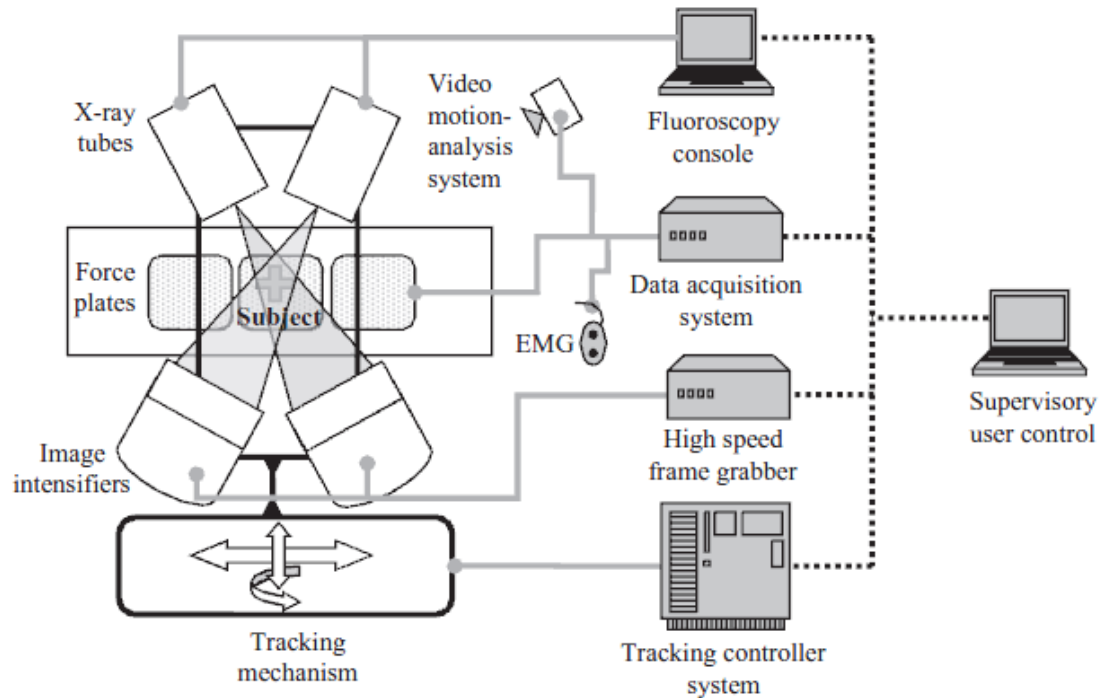 X-ray
tubes
Video
motion-
analysis
system
Fluoroscopy
console
Force
plates
Subject
Data acquisition
system
EMG
Supervisory
user control
High speed
frame grabber
Image
intensifiers
Tracking
mechanism
Tracking controller
system